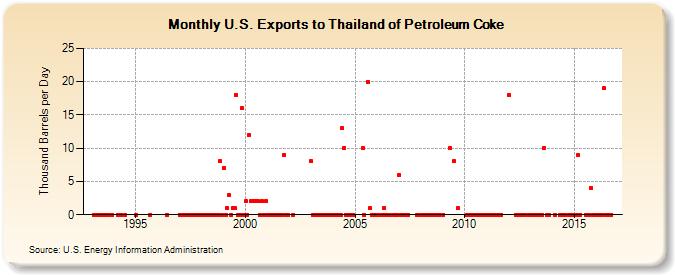 Monthly U.S. Exports to Thailand of Petroleum Coke
Thousand Barrels per Day
25
20
15
10
5
0
1995 2000 2005 2010 2015
Source: U.S. Energy Information Administration